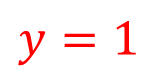 y = 1